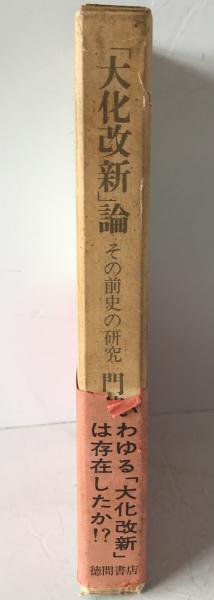 「大化改新」論
その前史の研究
門
わゆる「大化改新」
は存在したか!?
徳間書店